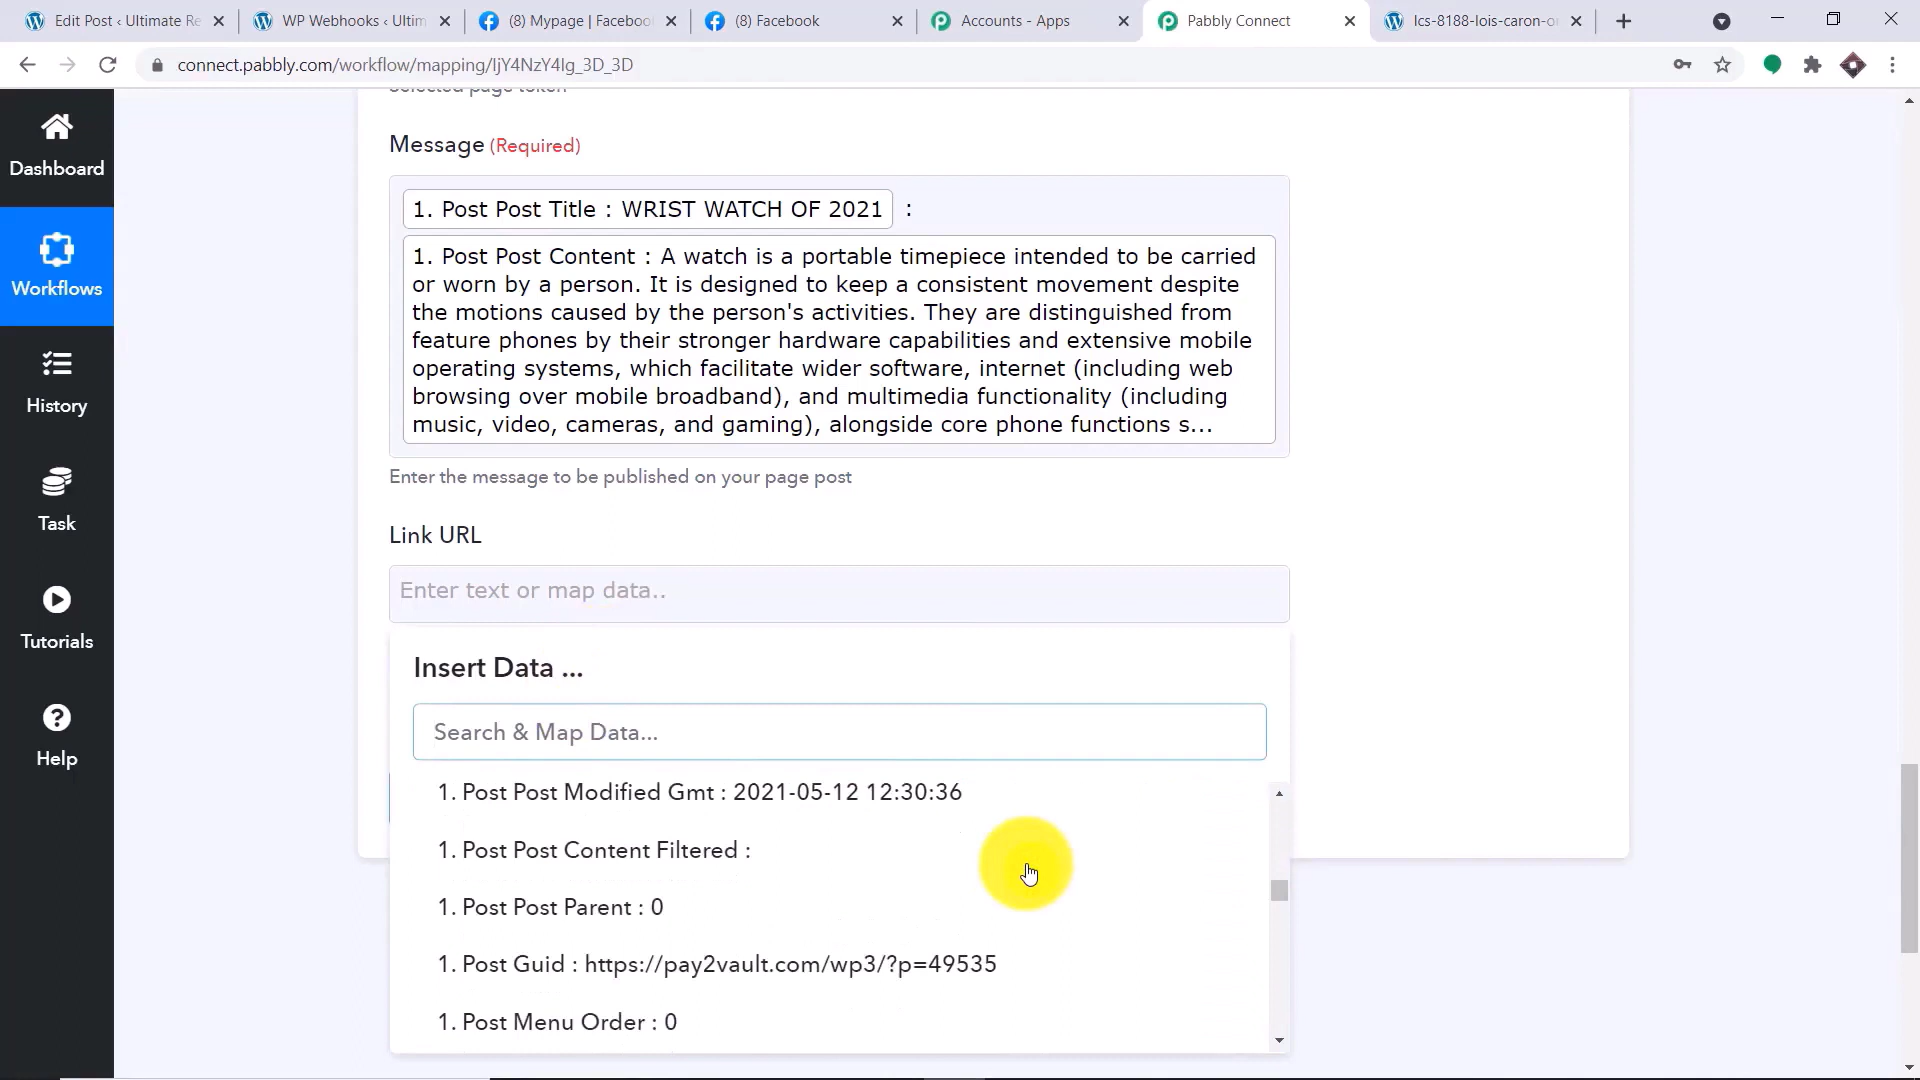 Edit Post ‹ Ultimate Re
WP Webhooks ‹ Ultim
(8) Mypage | Faceboo
(8) Facebook
Accounts - Apps
Pabbly Connect
lcs-8188-lois-caron-or
connect.pabbly.com/workflow/mapping/IjY4NzY4Ig_3D_3D
Dashboard
Workflows
History
Task
Tutorials
Help
Selected page token
Message (Required)
1. Post Post Title : WRIST WATCH OF 2021 :
1. Post Post Content : A watch is a portable timepiece intended to be carried
or worn by a person. It is designed to keep a consistent movement despite
the motions caused by the person's activities. They are distinguished from
feature phones by their stronger hardware capabilities and extensive mobile
operating systems, which facilitate wider software, internet (including web
browsing over mobile broadband), and multimedia functionality (including
music, video, cameras, and gaming), alongside core phone functions s...
Enter the message to be published on your page post
Link URL
Enter text or map data..
Insert Data ...
Search & Map Data...
1. Post Post Modified Gmt : 2021-05-12 12:30:36
1. Post Post Content Filtered :
1. Post Post Parent : 0
1. Post Guid : https://pay2vault.com/wp3/?p=49535
1. Post Menu Order : 0